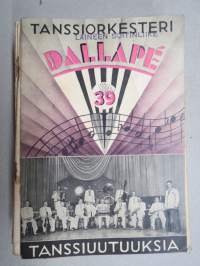 TANSSIORKESTERI
LAINEEN SOITINLIIKE
DALLAPÉ
39
TANSSIUUTUUKSIA